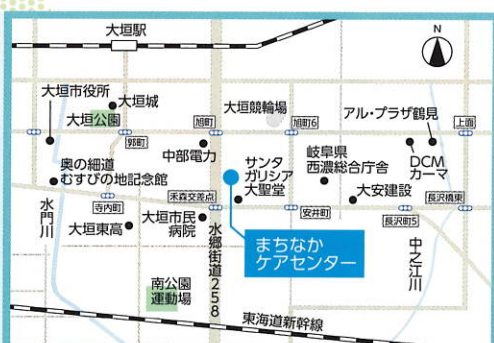 大垣駅
N
大垣市役所
大垣城
大垣公園
郭町
旭町
大垣競輪場
旭町6
アル・プラザ鶴見
上面
中部電力
奥の細道
むすびの地記念館
サンタ
ガリシア
大聖堂
岐阜県
西濃総合庁舎
DCM
カーマ
水門川
寺内町
禾森交差点
大垣東高
大垣市民
病院
水郷街道258
安井町
大安建設
長沢橋東
長沢町5
まちなか
ケアセンター
中之江川
南公園
運動場
東海道新幹線